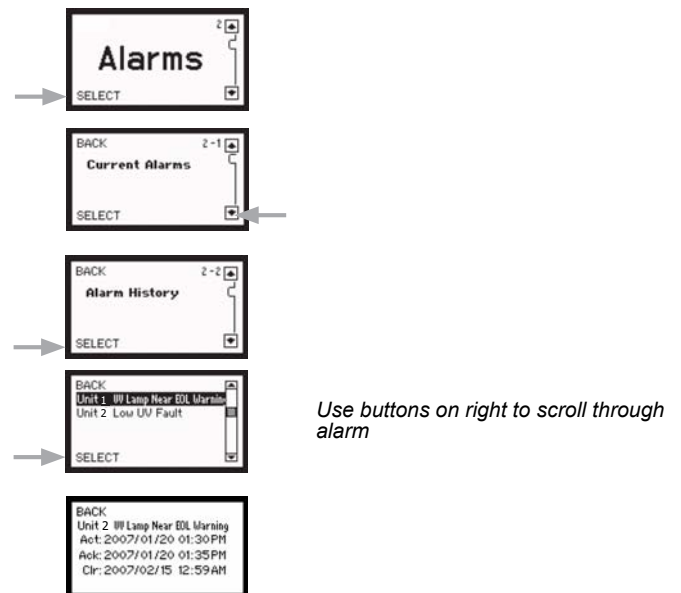 2
Alarms
SELECT
BACK 2-1
Current Alarms
SELECT
BACK 2-2
Alarm History
SELECT
BACK
Unit 1 UV Lamp Near EOL Warning
Unit 2 Low UV Fault
SELECT
Use buttons on right to scroll through
alarm
BACK
Unit 2 UV Lamp Near EOL Warning
Act: 2007/01/20 01:30PM
Ack: 2007/01/20 01:35PM
Clr: 2007/02/15 12:59AM